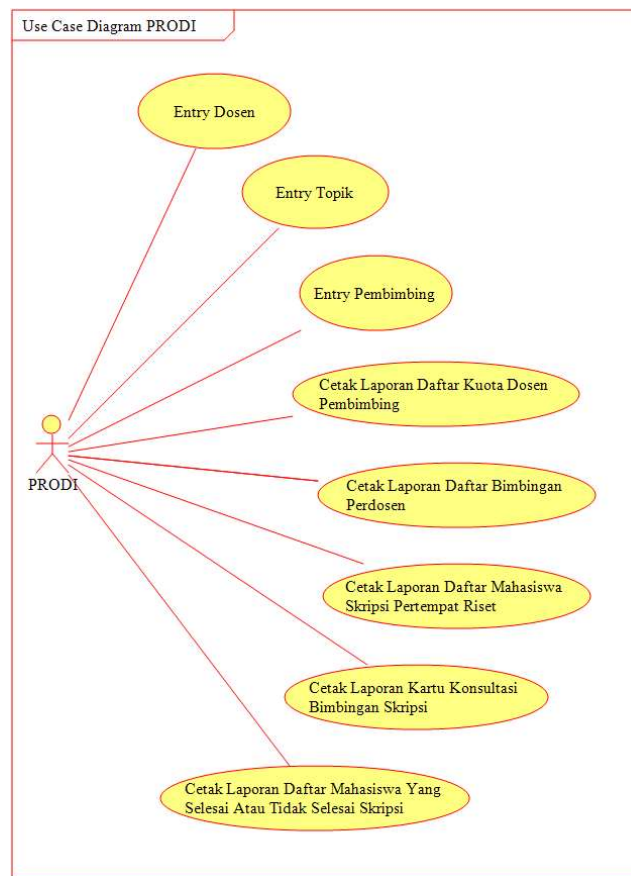 Use Case Diagram PRODI
Entry Dosen
Entry Topik
Entry Pembimbing
Cetak Laporan Daftar Kuota Dosen
Pembimbing
PRODI
Cetak Laporan Daftar Bimbingan
Perdosen
Cetak Laporan Daftar Mahasiswa
Skripsi Pertempat Riset
Cetak Laporan Kartu Konsultasi
Bimbingan Skripsi
Cetak Laporan Daftar Mahasiswa Yang
Selesai Atau Tidak Selesai Skripsi